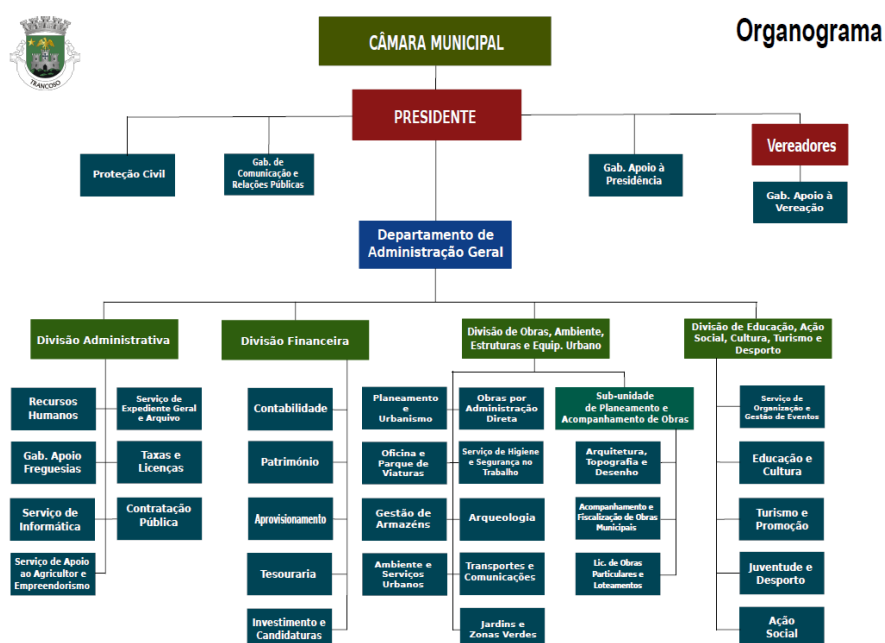 Organograma
TRANCOSO
CÂMARA MUNICIPAL
PRESIDENTE
Vereadores
Proteção Civil
Gab. de
Comunicação e
Relações Públicas
Gab. Apoio à
Presidência
Gab. Apoio à
Vereação
Departamento de
Administração Geral
Divisão Administrativa
Divisão Financeira
Divisão de Obras, Ambiente,
Estruturas e Equip. Urbano
Divisão de Educação, Ação
Social, Cultura, Turismo e
Desporto
Recursos
Humanos
Serviço de
Expediente Geral
e Arquivo
Gab. Apoio
Freguesias
Taxas e
Licenças
Serviço de
Informática
Contratação
Pública
Serviço de Apoio
ao Agricultor e
Empreendorismo
Contabilidade
Património
Aprovisionamento
Tesouraria
Investimento e
Candidaturas
Planeamento
e
Urbanismo
Obras por
Administração
Direta
Oficina e
Parque de
Viaturas
Serviço de Higiene
e Segurança no
Trabalho
Gestão de
Armazéns
Arqueologia
Ambiente e
Serviços
Urbanos
Transportes e
Comunicações
Jardins e
Zonas Verdes
Sub-unidade
de Planeamento e
Acompanhamento de Obras
Arquitetura,
Topografia e
Desenho
Acompanhamento e
Fiscalização de Obras
Municipais
Lic. de Obras
Particulares e
Loteamentos
Serviço de
Organização e
Gestão de Eventos
Educação e
Cultura
Turismo e
Promoção
Juventude e
Desporto
Ação
Social